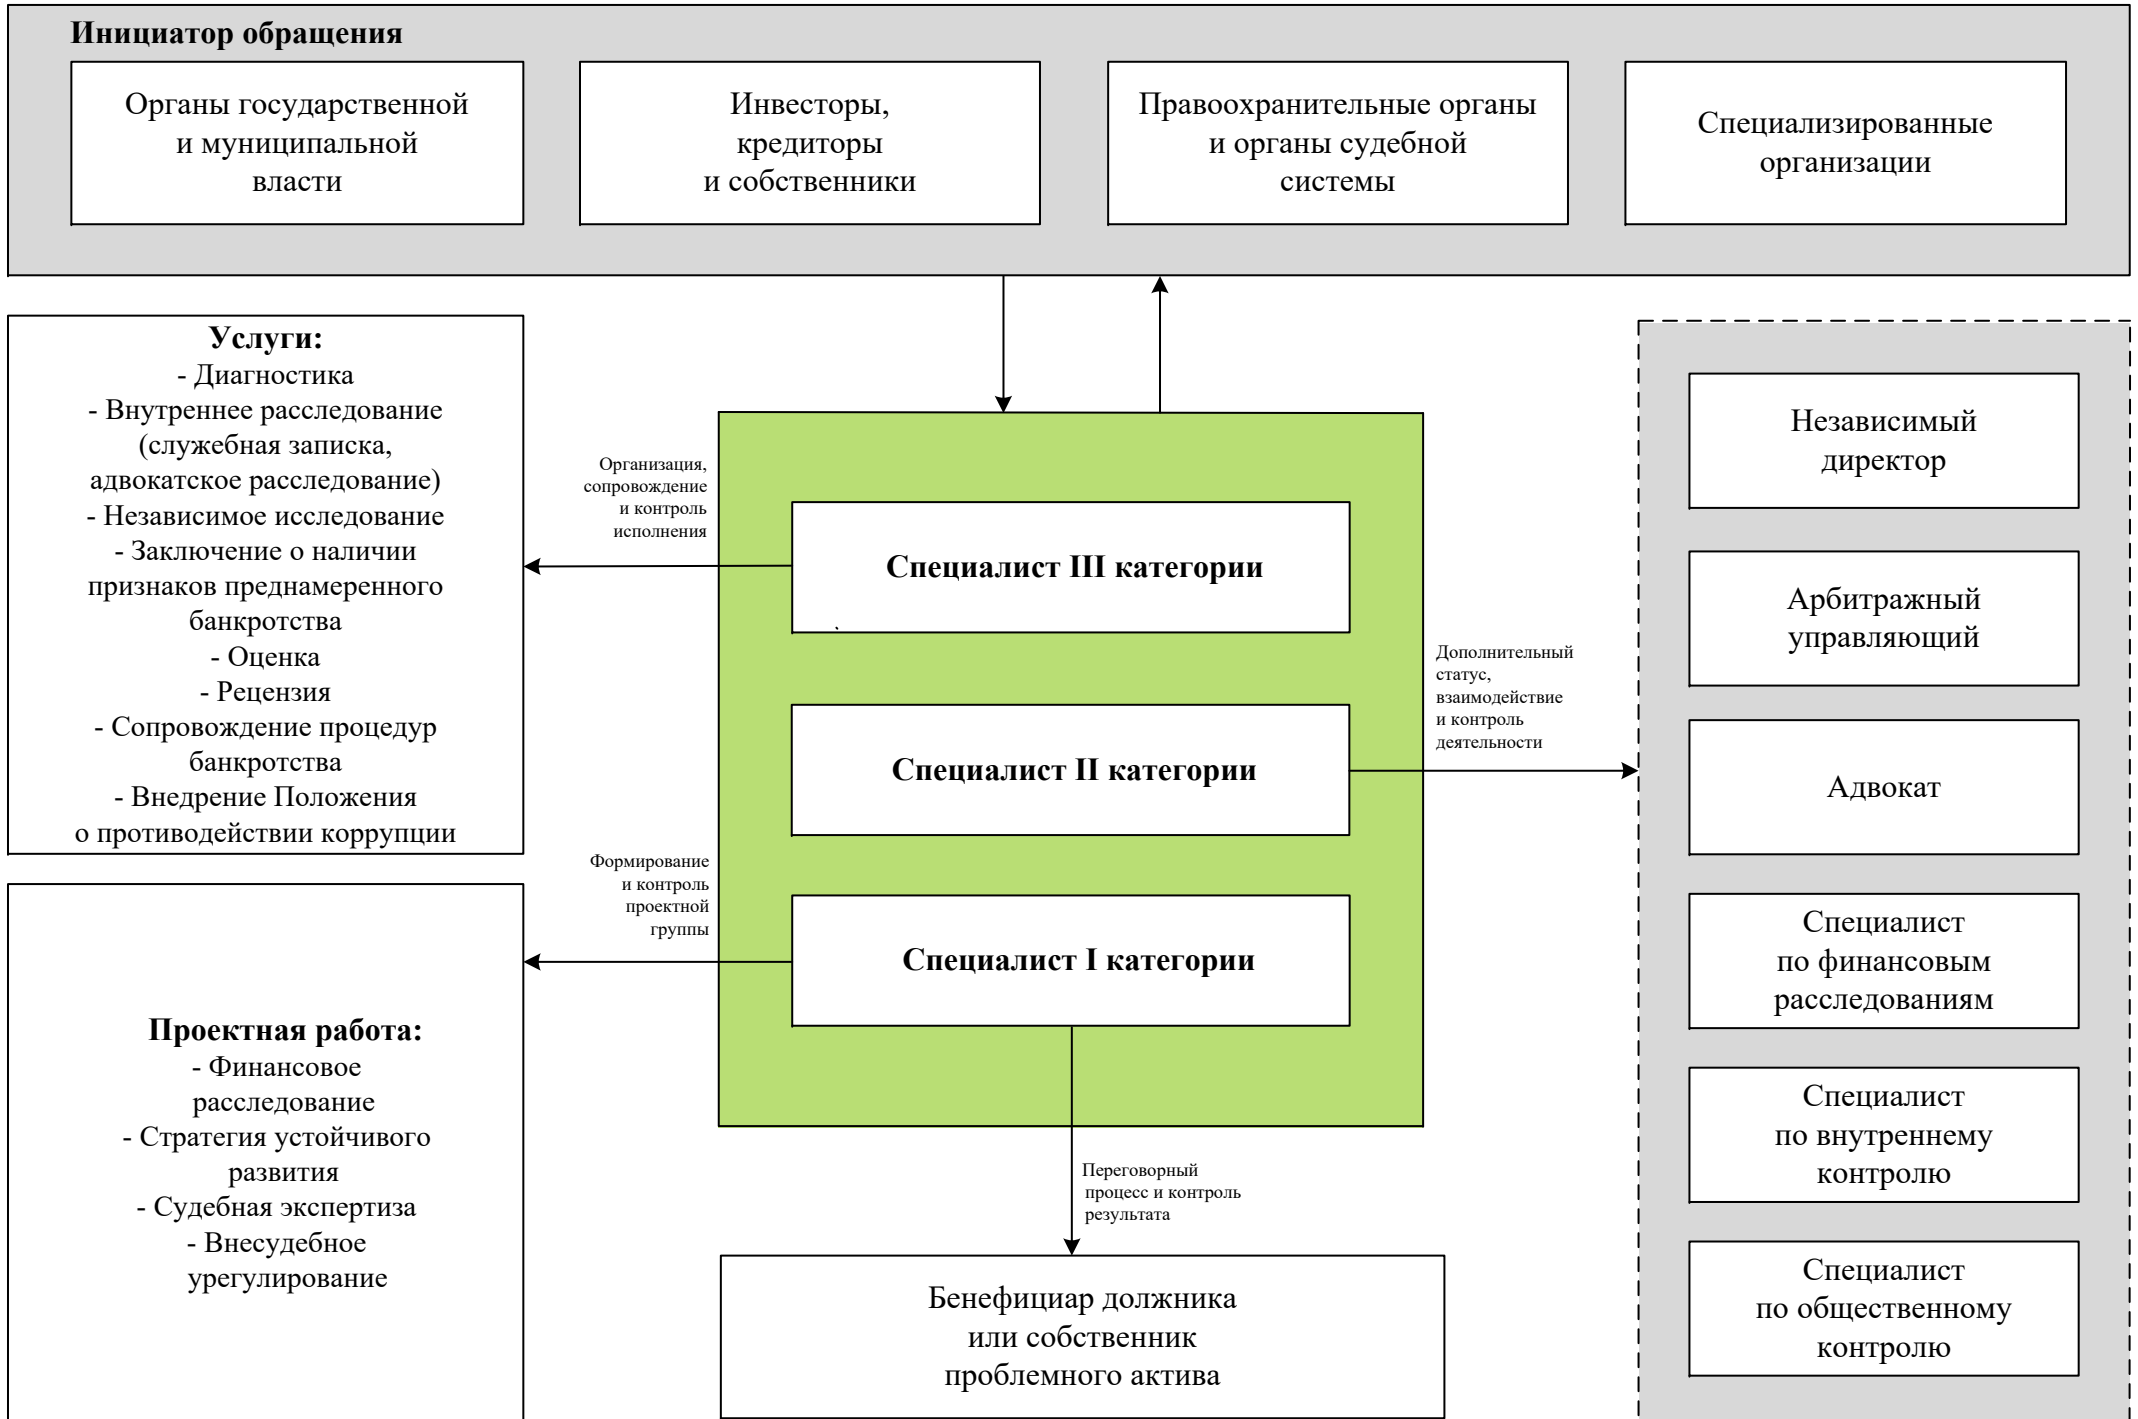 Инициатор обращения
Органы государственной
и муниципальной
власти
Инвесторы,
кредиторы
и собственники
Правоохранительные органы
и органы судебной
системы
Специализированные
организации
Услуги:
- Диагностика
- Внутреннее расследование
(служебная записка,
адвокатское расследование)
- Независимое исследование
- Заключение о наличии
признаков преднамеренного
банкротства
- Оценка
- Рецензия
- Сопровождение процедур
банкротства
- Внедрение Положения
о противодействии коррупции
Организация,
сопровождение
и контроль
исполнения
Специалист III категории
Специалист II категории
Специалист I категории
Дополнительный
статус,
взаимодействие
и контроль
деятельности
Независимый
директор
Арбитражный
управляющий
Адвокат
Специалист
по финансовым
расследованиям
Специалист
по внутреннему
контролю
Специалист
по общественному
контролю
Формирование
и контроль
проектной
группы
Проектная работа:
- Финансовое
расследование
- Стратегия устойчивого
развития
- Судебная экспертиза
- Внесудебное
урегулирование
Переговорный
процесс и контроль
результата
Бенефициар должника
или собственник
проблемного актива